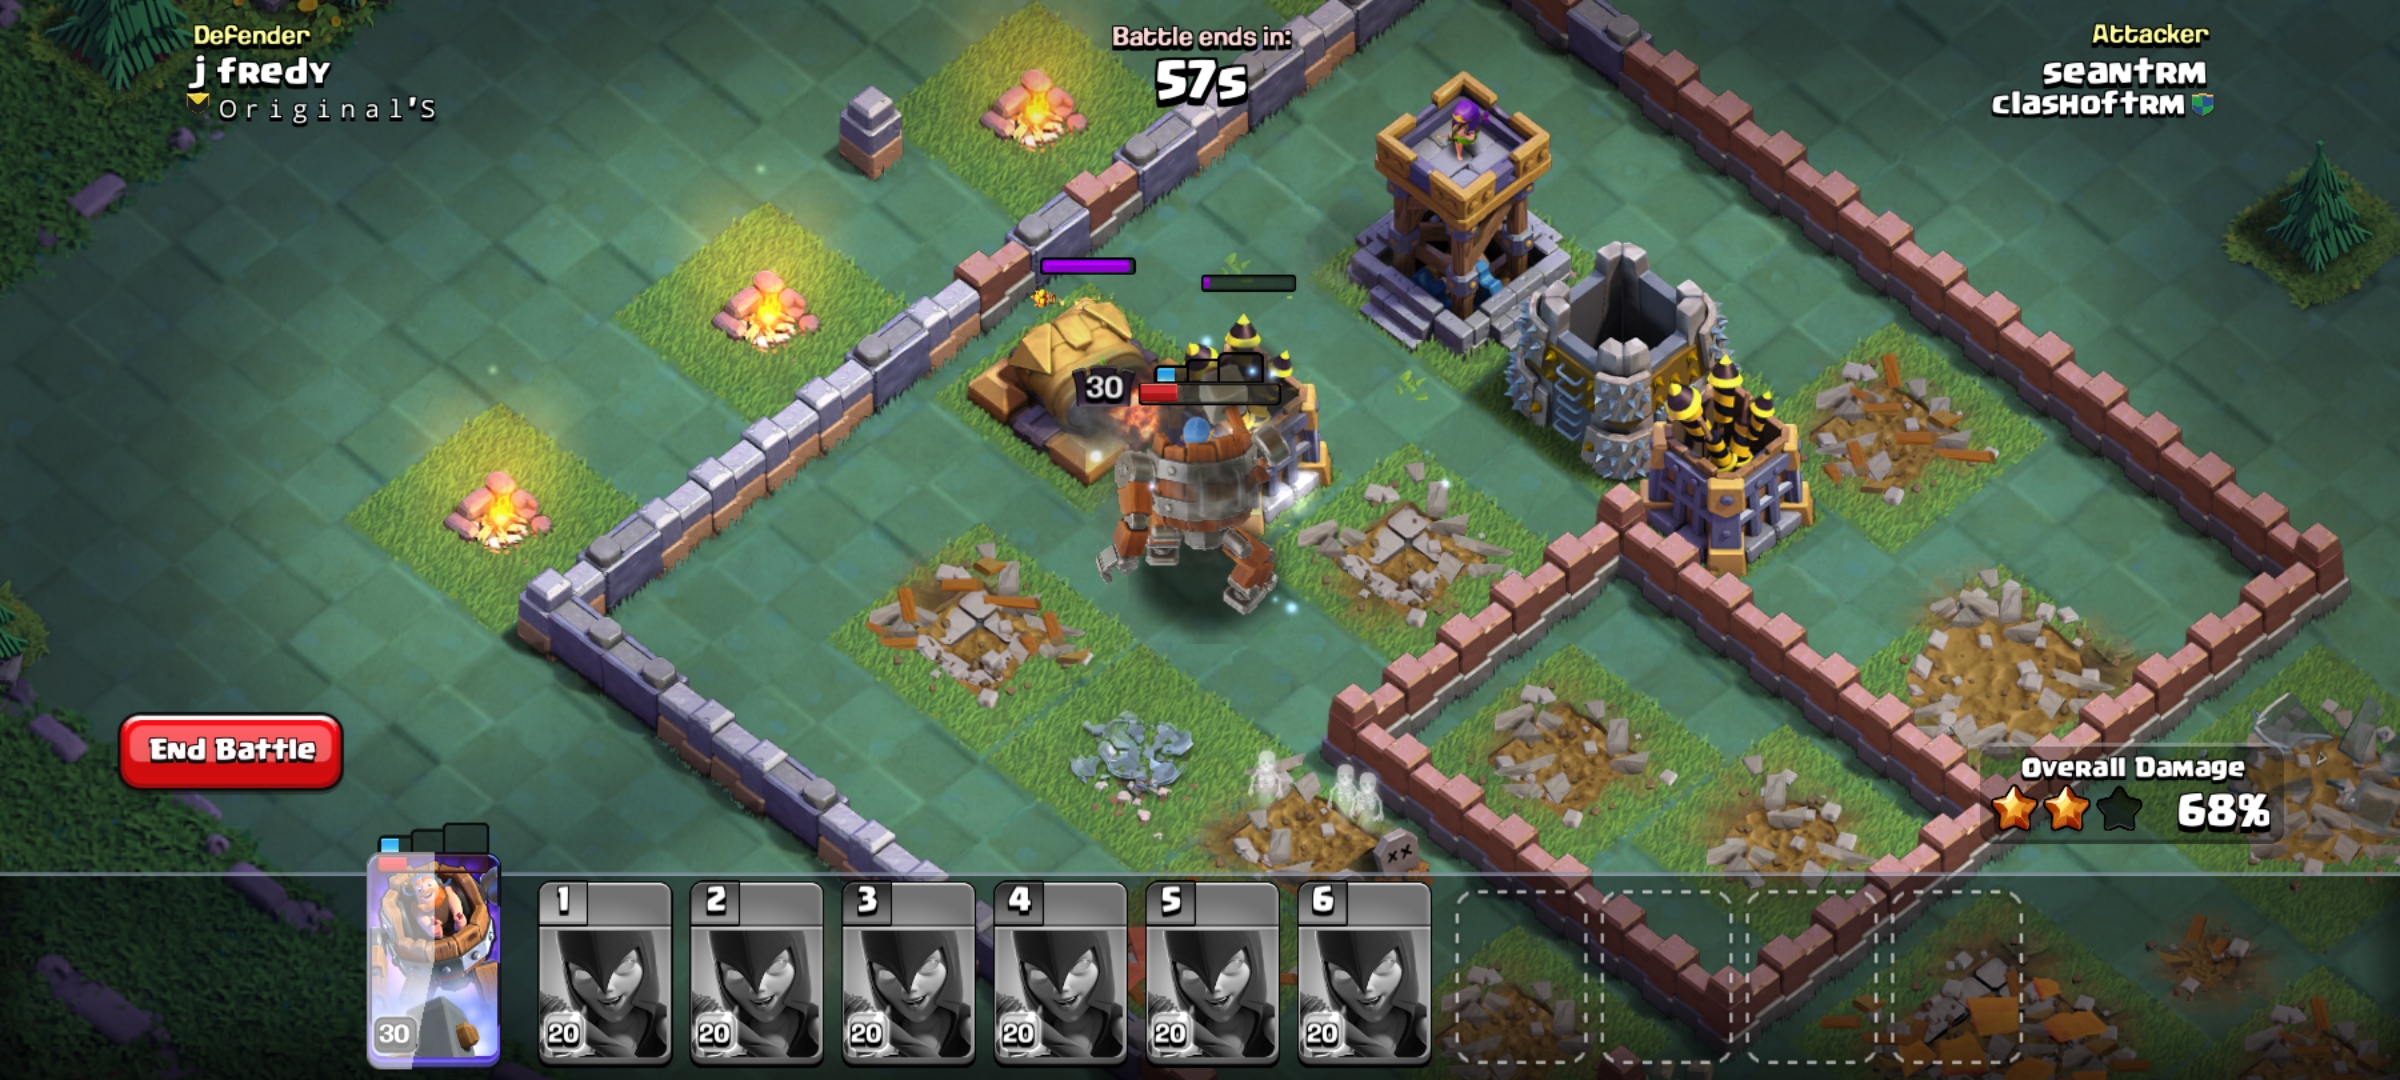 Defender
j fredy
Original'S
Battle ends in:
57s
Attacker
seantrm
clashoftrm
30
End Battle
Overall Damage
68%
30
1
20
2
20
3
20
4
20
5
20
6
20